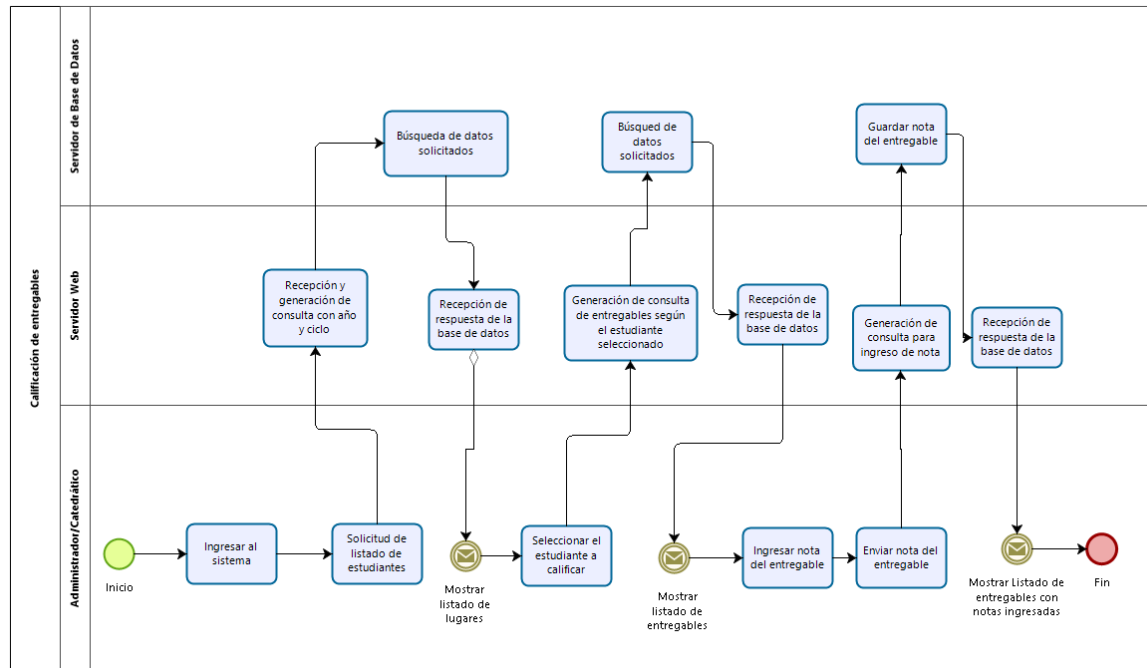 Calificación de entregables
Servidor de Base de Datos
Búsqueda de datos
solicitados
Búsqued de
datos
solicitados
Guardar nota
del entregable
Servidor Web
Recepción y
generación de
consulta con año
y ciclo
Recepción de
respuesta de la
base de datos
Generación de consulta
de entregables según
el estudiante
seleccionado
Recepción de
respuesta de la
base de datos
Generación de
consulta para
ingreso de nota
Recepción de
respuesta de la
base de datos
Administrador/Catedrático
Inicio
Ingresar al
sistema
Solicitud de
listado de
estudiantes
Mostrar
listado de
lugares
Seleccionar el
estudiante a
calificar
Mostrar
listado de
entregables
Ingresar nota
del entregable
Enviar nota del
entregable
Mostrar Listado de
entregables con
notas ingresadas
Fin